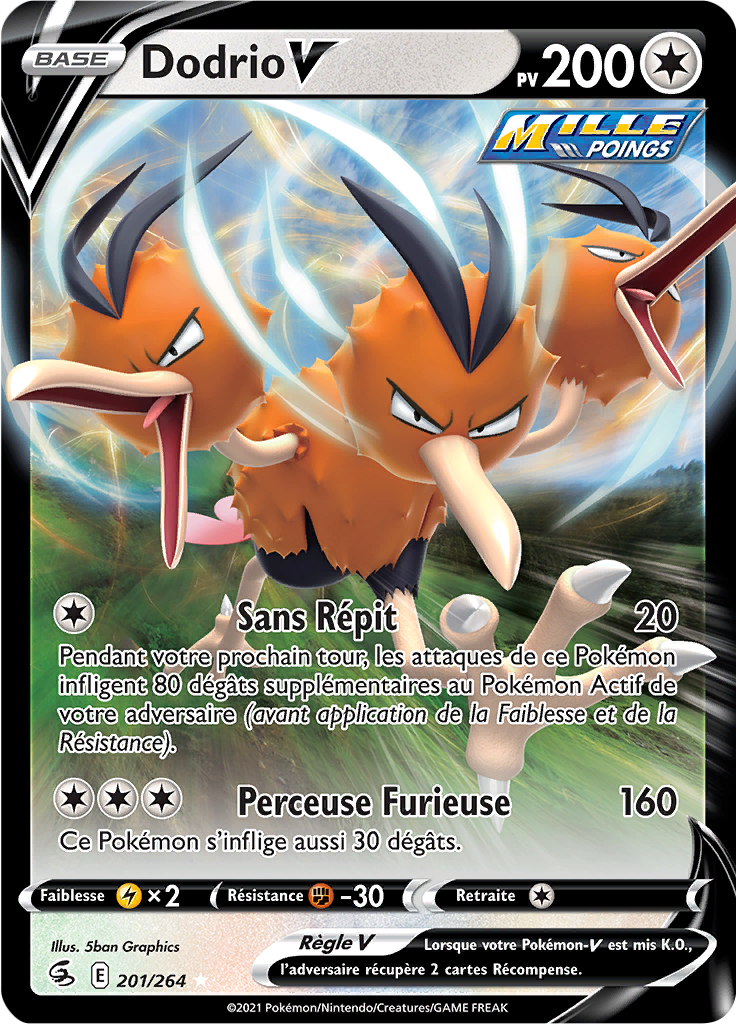 BASE
Dodrio V
PV 200
MILLE
POINGS
Sans Répit 20
Pendant votre prochain tour, les attaques de ce Pokémon
infligent 80 dégâts supplémentaires au Pokémon Actif de
votre adversaire (avant application de la Faiblesse et de la
Résistance).
Perceuse Furieuse 160
Ce Pokémon s'inflige aussi 30 dégâts.
Faiblesse ×2 Résistance -30 Retraite
Illus. 5ban Graphics
Règle V Lorsque votre Pokémon-V est mis K.O.,
l'adversaire récupère 2 cartes Récompense.
E 201/264
©2021 Pokémon/Nintendo/Creatures/GAME FREAK